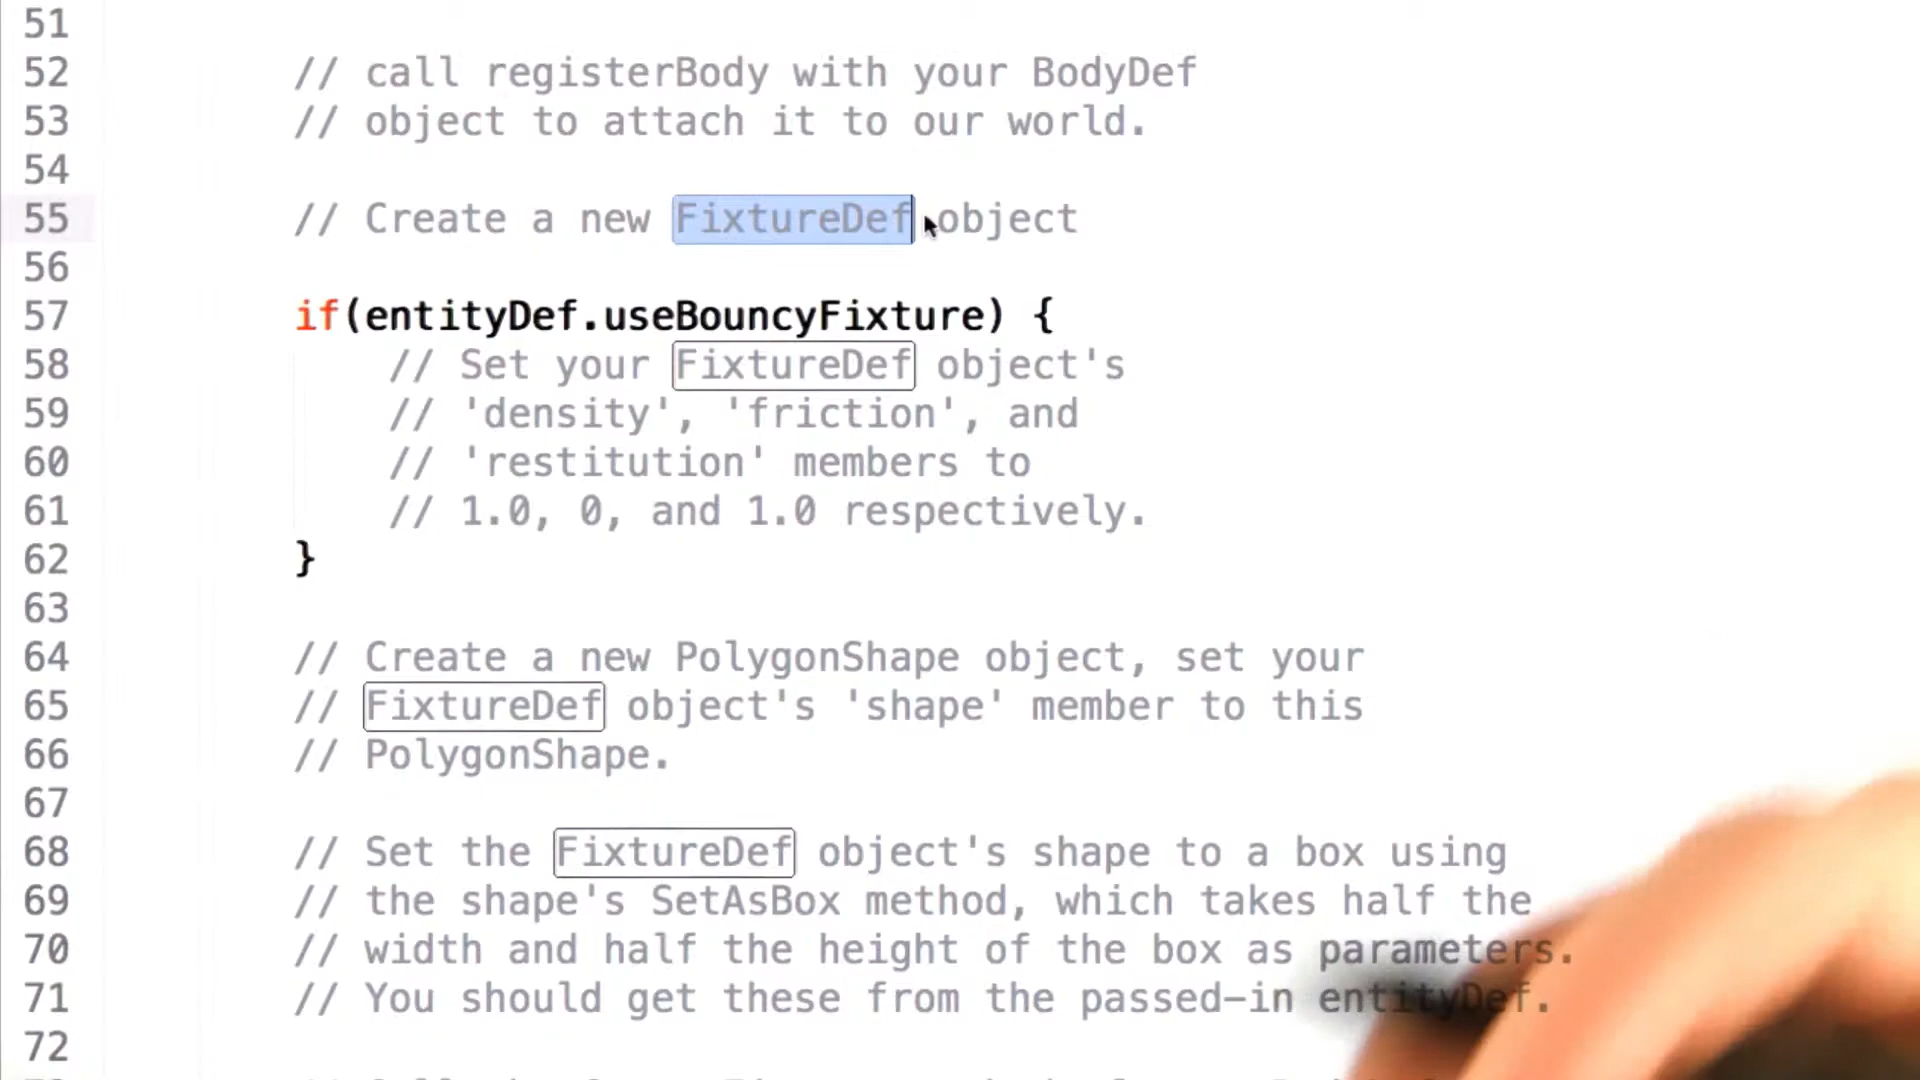 51
52 // call registerBody with your BodyDef
53 // object to attach it to our world.
54
55 // Create a new FixtureDef object
56
57 if(entityDef.useBouncyFixture) {
58 // Set your FixtureDef object's
59 // 'density', 'friction', and
60 // 'restitution' members to
61 // 1.0, 0, and 1.0 respectively.
62 }
63
64 // Create a new PolygonShape object, set your
65 // FixtureDef object's 'shape' member to this
66 // PolygonShape.
67
68 // Set the FixtureDef object's shape to a box using
69 // the shape's SetAsBox method, which takes half the
70 // width and half the height of the box as parameters.
71 // You should get these from the passed-in entityDef.
72